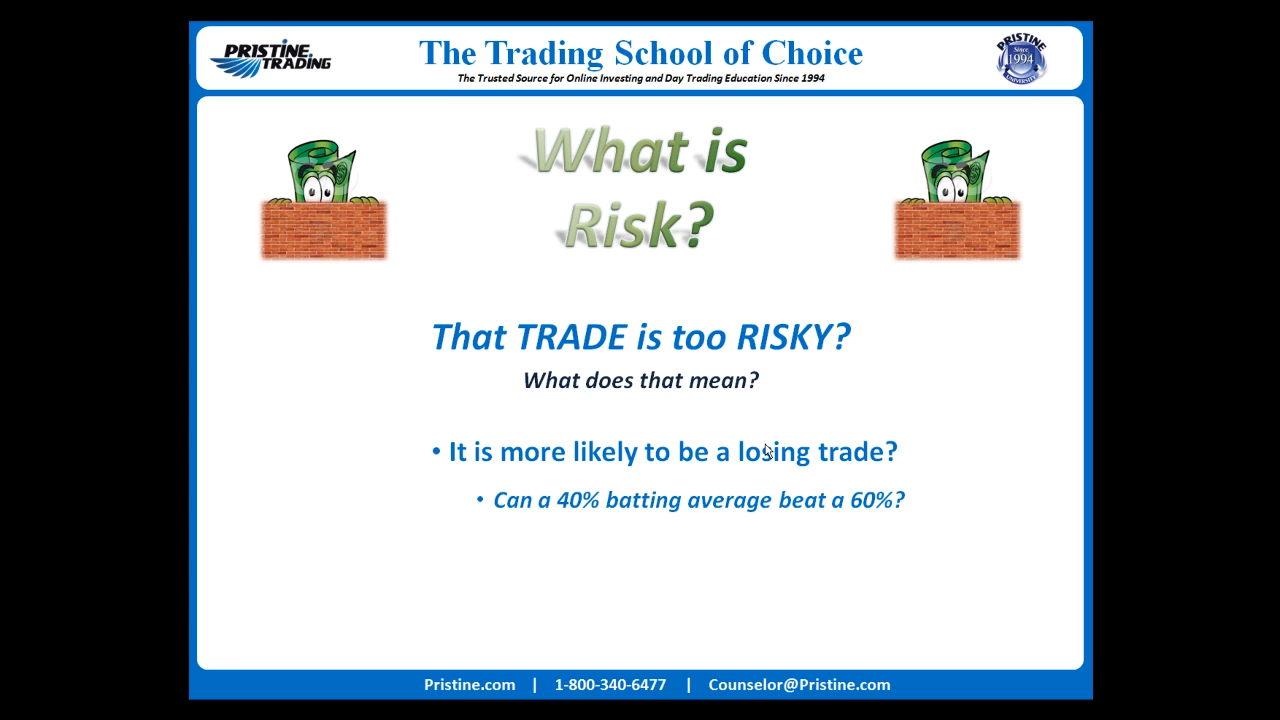 PRISTINE.
TRADING
The Trading School of Choice
The Trusted Source for Online Investing and Day Trading Education Since 1994
PRISTINE
Since
1994
UNIVERSITY
What is
Risk?
That TRADE is too RISKY?
What does that mean?
• It is more likely to be a losing trade?
• Can a 40% batting average beat a 60%?
Pristine.com | 1-800-340-6477 | Counselor@Pristine.com